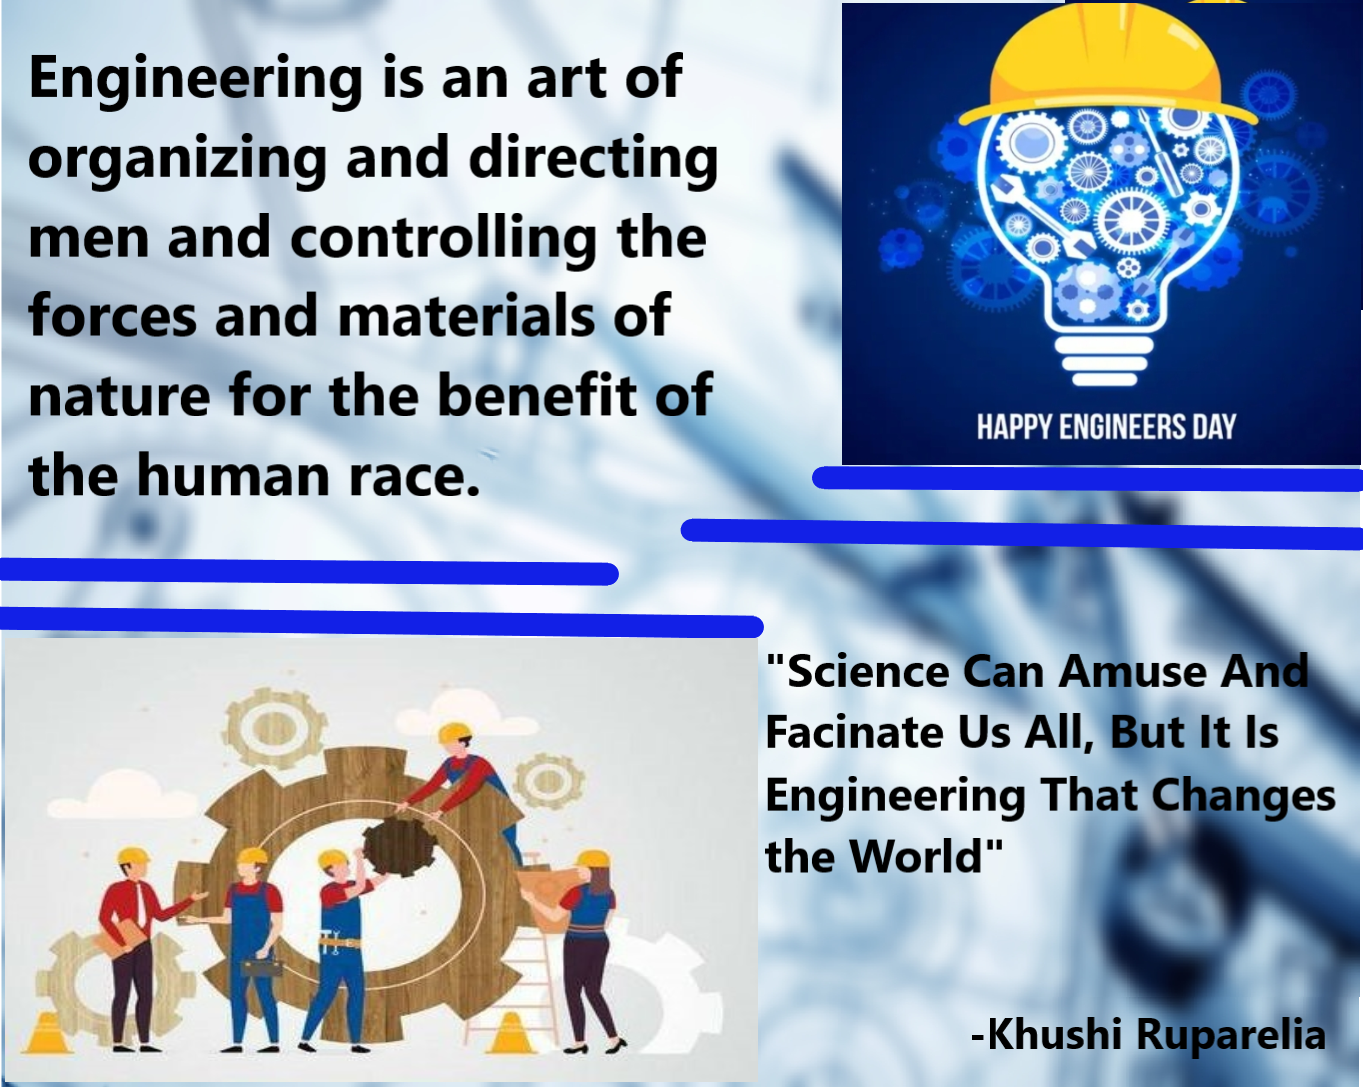 Engineering is an art of
organizing and directing
men and controlling the
forces and materials of
nature for the benefit of
the human race.
HAPPY ENGINEERS DAY
"Science Can Amuse And
Facinate Us All, But It Is
Engineering That Changes
the World"
-Khushi Ruparelia